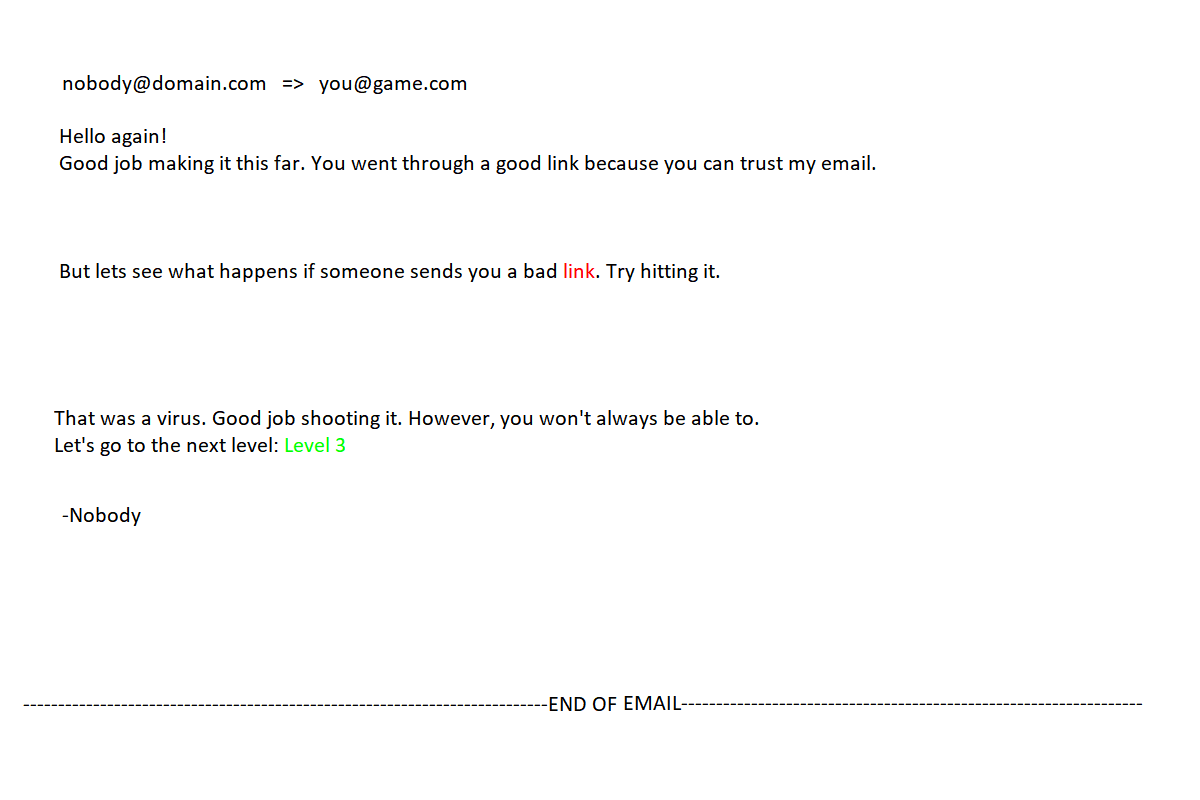 nobody@domain.com => you@game.com
Hello again!
Good job making it this far. You went through a good link because you can trust my email.
But lets see what happens if someone sends you a bad link. Try hitting it.
That was a virus. Good job shooting it. However, you won't always be able to.
Let's go to the next level: Level 3
-Nobody
---------------------------------------------------------------------------END OF EMAIL------------------------------------------------------------------